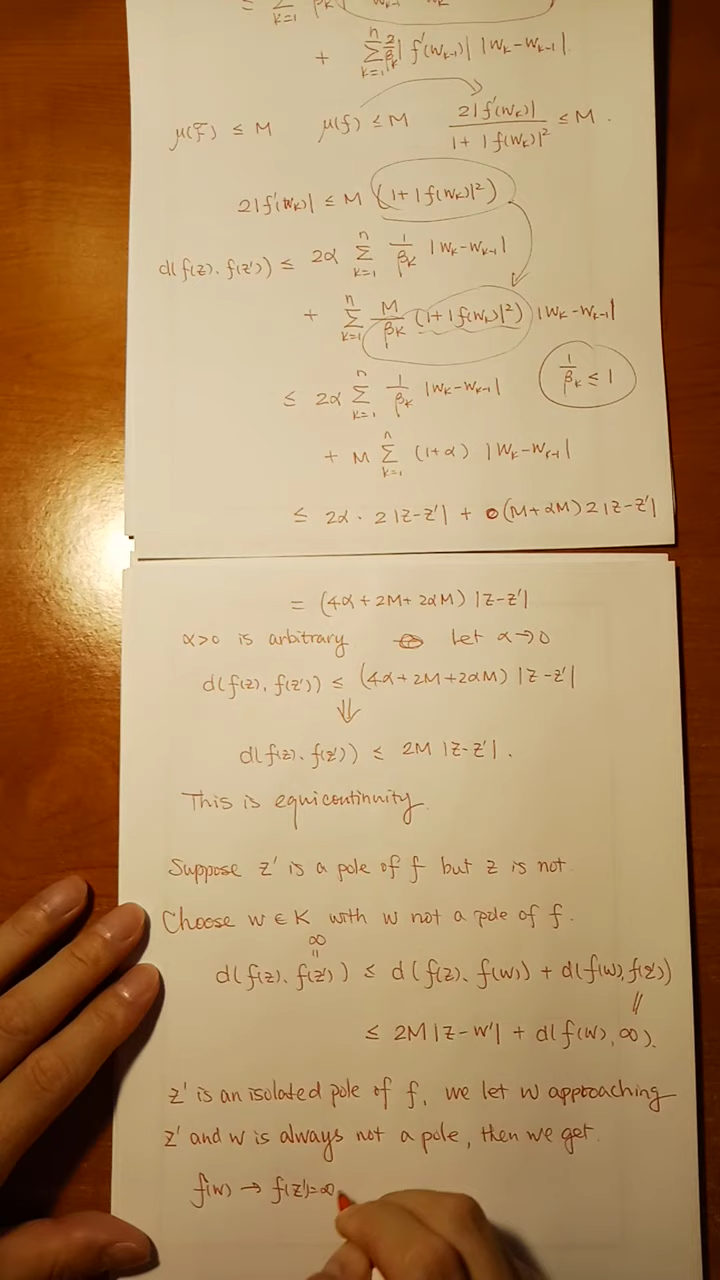 = Σ_{k=1}^{n} β_k w_k w_k
+ Σ_{k=1}^{n} 2/β_k |f'(w_{k-1})| |w_k - w_{k-1}|.
μ(F) ≤ M μ(f) ≤ M 2|f'(w_k)| / (1+|f(w_k)|²) ≤ M.
2|f'(w_k)| ≤ M (1+|f(w_k)|²)
d(f(z), f(z')) ≤ 2α Σ_{k=1}^{n} 1/β_k |w_k - w_{k-1}|
+ Σ_{k=1}^{n} M/β_k (1+|f(w_k)|²) |w_k - w_{k-1}|
≤ 2α Σ_{k=1}^{n} 1/β_k |w_k - w_{k-1}| 1/β_k ≤ 1
+ M Σ_{k=1}^{n} (1+α) |w_k - w_{k-1}|
≤ 2α · 2|z-z'| + (M+αM) 2|z-z'|
= (4α+2M+2αM) |z-z'|
α>0 is arbitrary Let α→0
d(f(z), f(z')) ≤ (4α+2M+2αM) |z-z'|
⇓
d(f(z), f(z')) ≤ 2M |z-z'|.
This is equicontinuity.
Suppose z' is a pole of f but z is not
Choose w ∈ K with w not a pole of f.
∞
=
d(f(z), f(z')) ≤ d(f(z), f(w)) + d(f(w), f(z'))
=
≤ 2M|z-w'| + d(f(w), ∞).
z' is an isolated pole of f, we let w approaching
z' and w is always not a pole, then we get.
f(w) → f(z')=∞